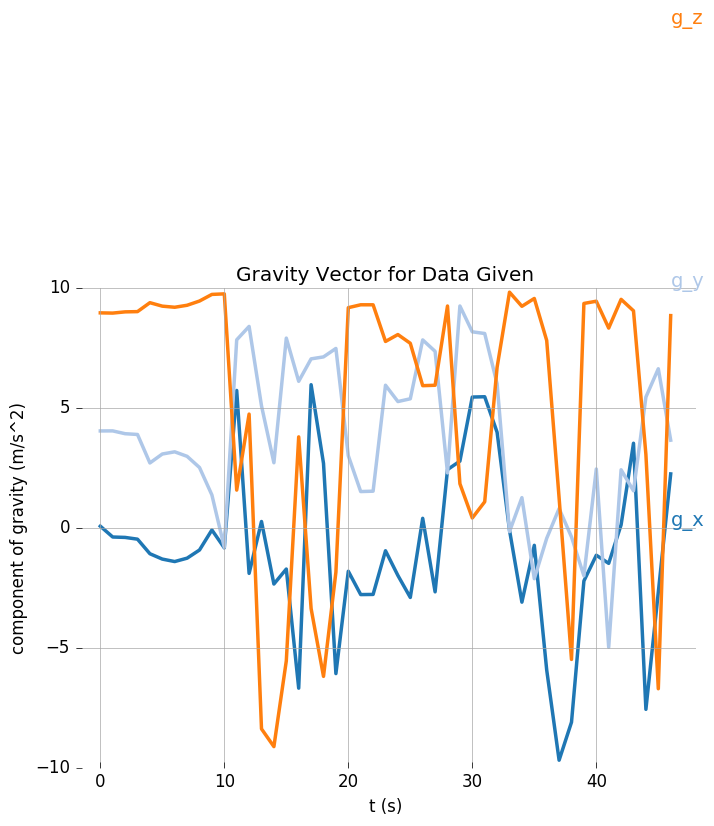 g_z
Gravity Vector for Data Given
10
g_y
5
component of gravity (m/s^2)
0
g_x
−5
−10
0 10 20 30 40
t (s)